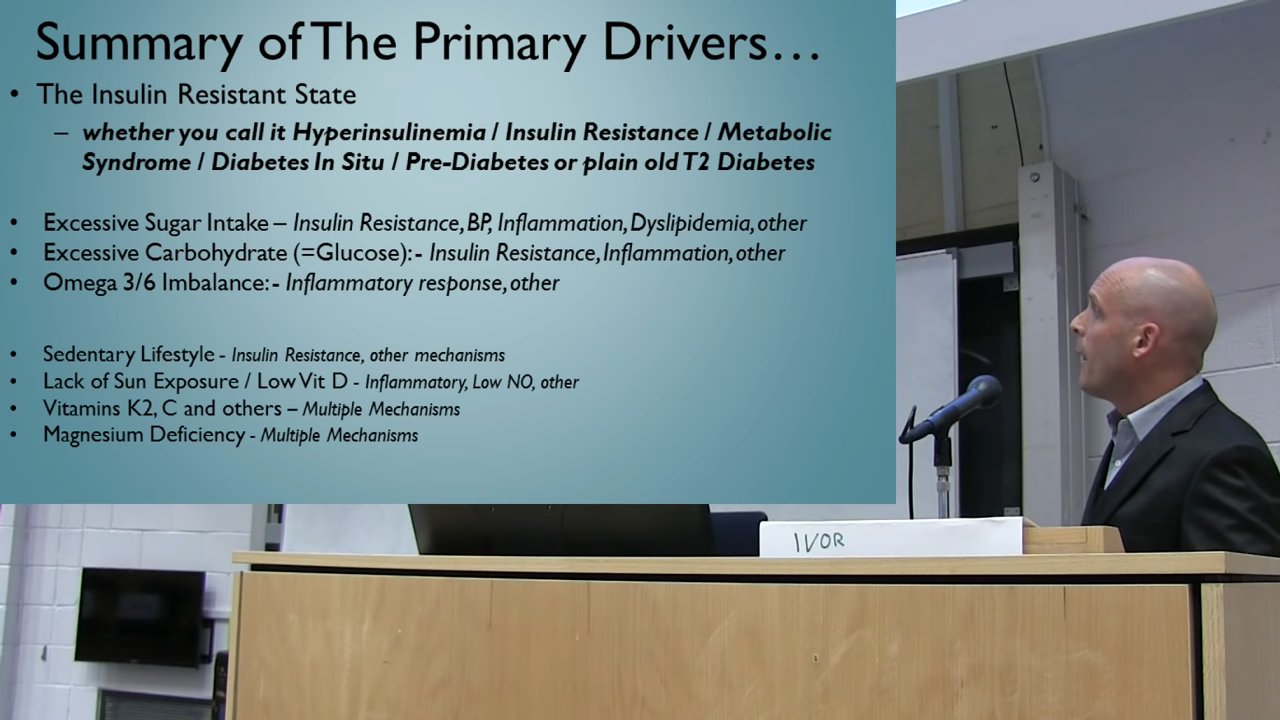 Summary of The Primary Drivers...
• The Insulin Resistant State
– whether you call it Hyperinsulinemia / Insulin Resistance / Metabolic
Syndrome / Diabetes In Situ / Pre-Diabetes or plain old T2 Diabetes
• Excessive Sugar Intake – Insulin Resistance, BP, Inflammation, Dyslipidemia, other
• Excessive Carbohydrate (=Glucose):- Insulin Resistance, Inflammation, other
• Omega 3/6 Imbalance:- Inflammatory response, other
• Sedentary Lifestyle - Insulin Resistance, other mechanisms
• Lack of Sun Exposure / Low Vit D - Inflammatory, Low NO, other
• Vitamins K2, C and others – Multiple Mechanisms
• Magnesium Deficiency - Multiple Mechanisms
IVOR